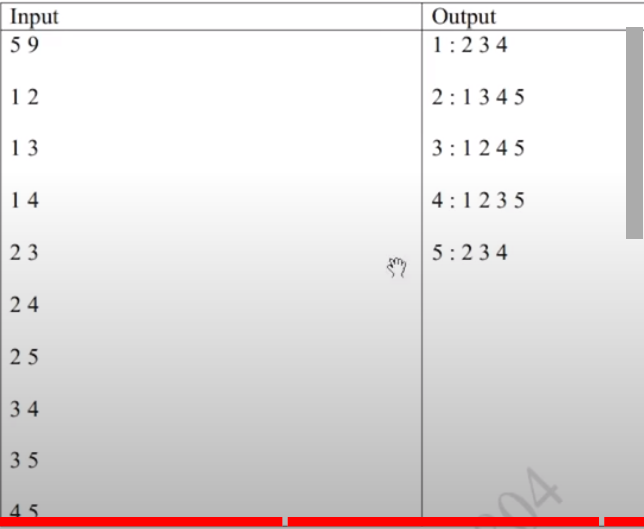 Input Output
5 9 1 : 2 3 4
1 2 2 : 1 3 4 5
1 3 3 : 1 2 4 5
1 4 4 : 1 2 3 5
2 3 5 : 2 3 4
2 4
2 5
3 4
3 5
4 5